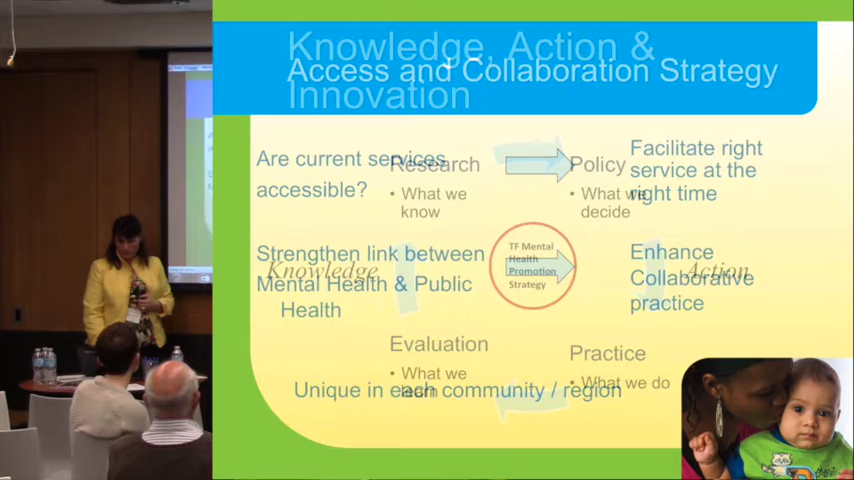 Knowledge, Action &
Innovation
Access and Collaboration Strategy
Are current services
accessible?
Research
• What we
know
Policy
• What we
decide
Facilitate right
service at the
right time
Strengthen link between
Mental Health & Public
Health
Knowledge
TF Mental
Health
Promotion
Strategy
Enhance
Collaborative
practice
Action
Evaluation
• What we
learn
Practice
• What we do
Unique in each community / region